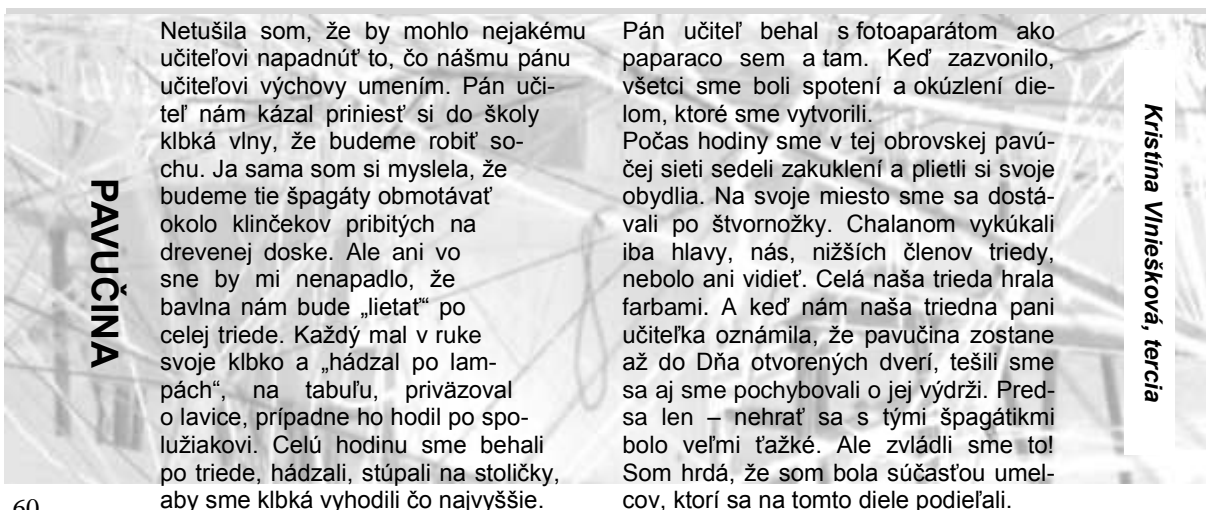 PAVUČINA
Netušila som, že by mohlo nejakému
učiteľovi napadnúť to, čo nášmu pánu
učiteľovi výchovy umením. Pán uči-
teľ nám kázal priniesť si do školy
klbká vlny, že budeme robiť so-
chu. Ja sama som si myslela, že
budeme tie špagáty obmotávať
okolo klinčekov pribitých na
drevenej doske. Ale ani vo
sne by mi nenapadlo, že
bavlna nám bude „lietať“ po
celej triede. Každý mal v ruke
svoje klbko a „hádzal po lam-
pách“, na tabuľu, priväzoval
o lavice, prípadne ho hodil po spo-
lužiakovi. Celú hodinu sme behali
po triede, hádzali, stúpali na stoličky,
aby sme klbká vyhodili čo najvyššie.
Pán učiteľ behal s fotoaparátom ako
paparaco sem a tam. Keď zazvonilo,
všetci sme boli spotení a okúzlení die-
lom, ktoré sme vytvorili.
Počas hodiny sme v tej obrovskej pavú-
čej sieti sedeli zakuklení a plietli si svoje
obydlia. Na svoje miesto sme sa dostá-
vali po štvornožky. Chalanom vykúkali
iba hlavy, nás, nižších členov triedy,
nebolo ani vidieť. Celá naša trieda hrala
farbami. A keď nám naša triedna pani
učiteľka oznámila, že pavučina zostane
až do Dňa otvorených dverí, tešili sme
sa aj sme pochybovali o jej výdrži. Pred-
sa len – nehrať sa s tými špagátikmi
bolo veľmi ťažké. Ale zvládli sme to!
Som hrdá, že som bola súčasťou umel-
cov, ktorí sa na tomto diele podieľali.
Kristína Vlniešková, tercia
60